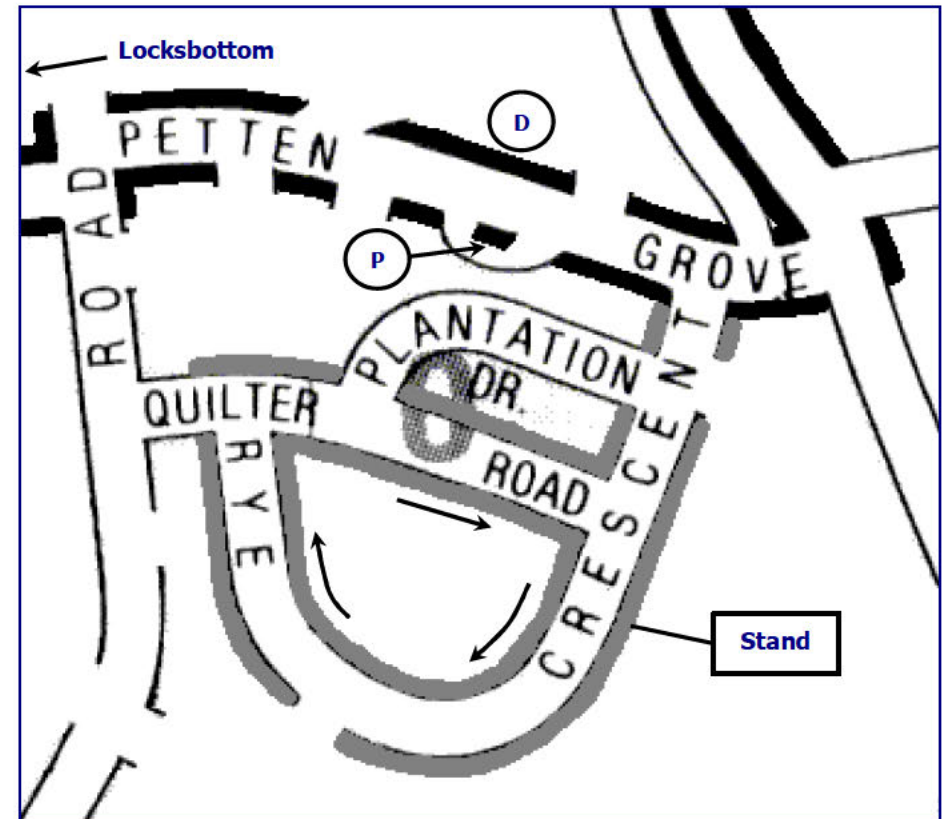 Locksbottom
D
PETTEN
P
GROVE
ROAD
PLANTATION
DR.
QUILTER
ROAD
RYE
CRESCENT
Stand